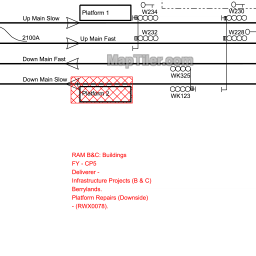 Platform 1
W234
W230
Up Main Slow
2100A
Up Main Fast
W232
W228
MapTiler.com
Down Main Fast
WK325
Down Main Slow
Platform 2
WK123
RAM B&C: Buildings
FY - CP5
Deliverer -
Infrastructure Projects (B & C)
Berrylands.
Platform Repairs (Downside)
- (RWX0078).